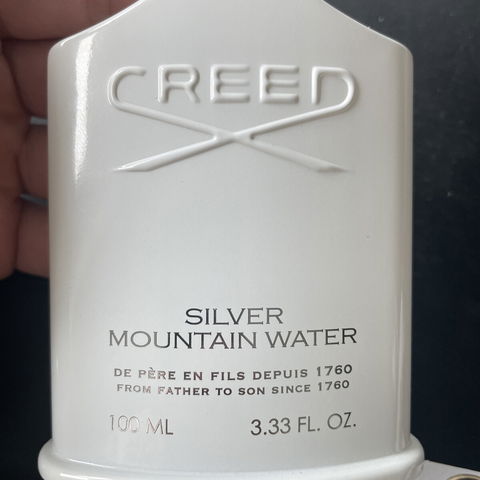 CREED
SILVER
MOUNTAIN WATER
DE PÈRE EN FILS DEPUIS 1760
FROM FATHER TO SON SINCE 1760
100 ML 3.33 FL. OZ.